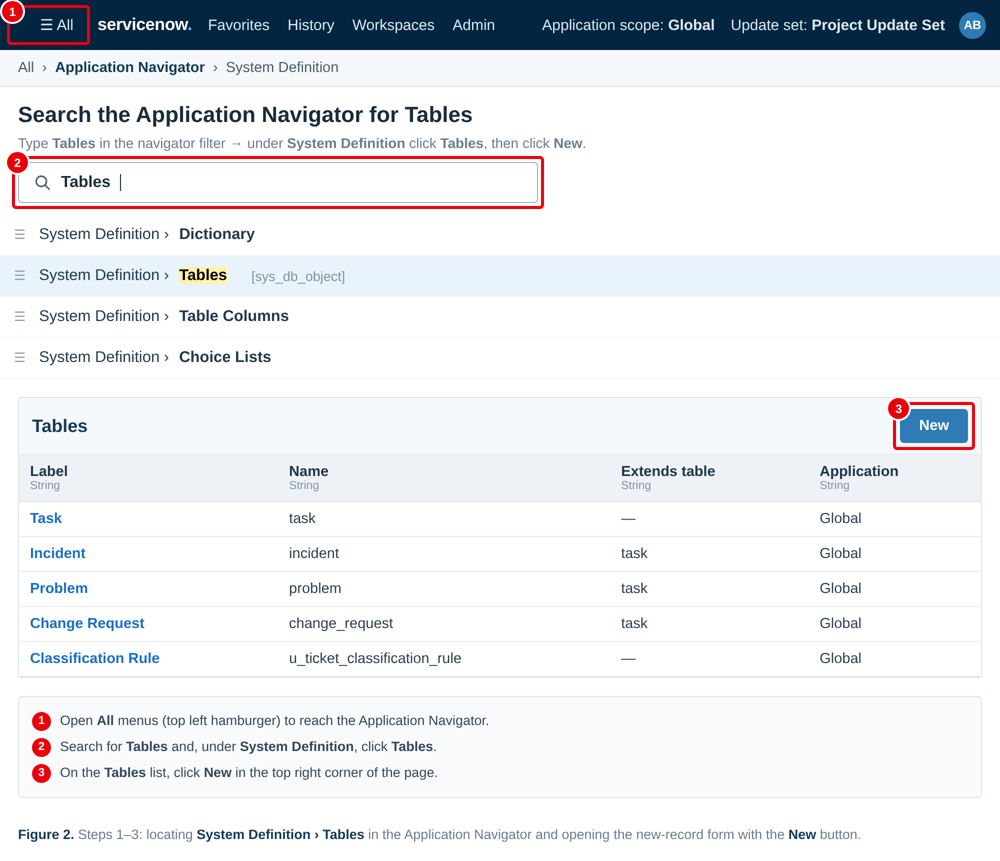 1
☰ All servicenow. Favorites History Workspaces Admin Application scope: Global Update set: Project Update Set AB
All › Application Navigator › System Definition
Search the Application Navigator for Tables
Type Tables in the navigator filter → under System Definition click Tables, then click New.
2
Tables
☰ System Definition › Dictionary
☰ System Definition › Tables [sys_db_object]
☰ System Definition › Table Columns
☰ System Definition › Choice Lists
3
Tables New
Label Name Extends table Application
String String String String
Task task — Global
Incident incident task Global
Problem problem task Global
Change Request change_request task Global
Classification Rule u_ticket_classification_rule — Global
1 Open All menus (top left hamburger) to reach the Application Navigator.
2 Search for Tables and, under System Definition, click Tables.
3 On the Tables list, click New in the top right corner of the page.
Figure 2. Steps 1–3: locating System Definition › Tables in the Application Navigator and opening the new-record form with the New button.